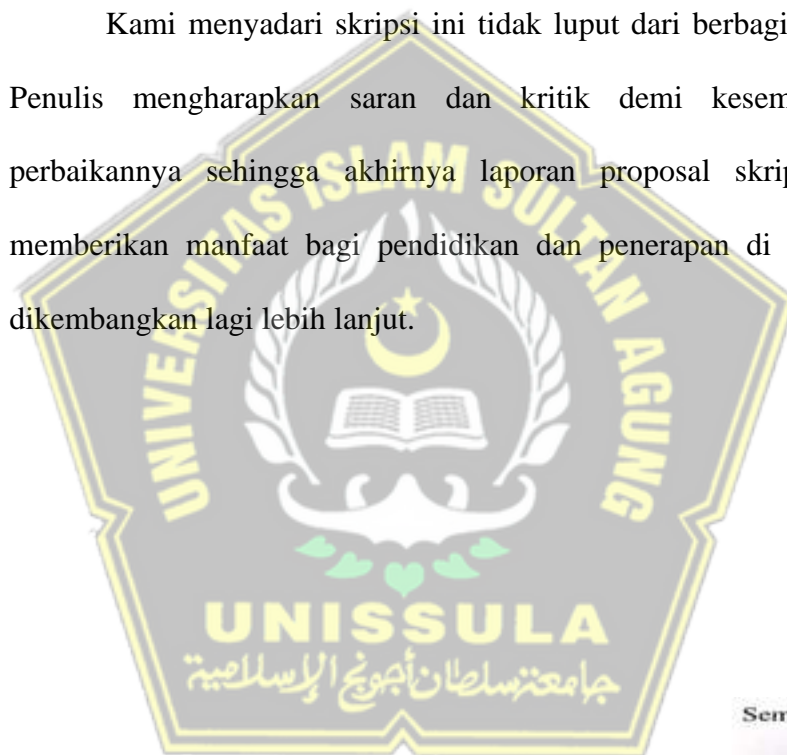 Kami menyadari skripsi ini tidak luput dari berbagi
Penulis mengharapkan saran dan kritik demi kesem
perbaikannya sehingga akhirnya laporan proposal skrip
memberikan manfaat bagi pendidikan dan penerapan di
dikembangkan lagi lebih lanjut.
UNIVERSITAS ISLAM SULTAN AGUNG
UNISSULA
جامعة سلطان أجونج الإسلامية
Sem